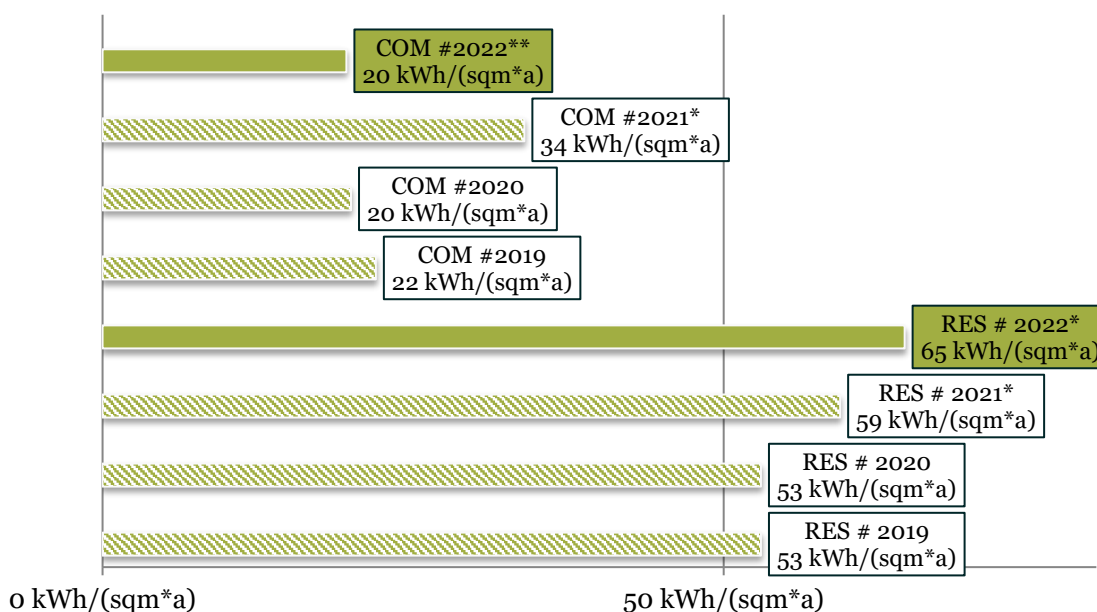 COM #2022**
20 kWh/(sqm*a)
COM #2021*
34 kWh/(sqm*a)
COM #2020
20 kWh/(sqm*a)
COM #2019
22 kWh/(sqm*a)
RES # 2022*
65 kWh/(sqm*a)
RES # 2021*
59 kWh/(sqm*a)
RES # 2020
53 kWh/(sqm*a)
RES # 2019
53 kWh/(sqm*a)
0 kWh/(sqm*a)
50 kWh/(sqm*a)